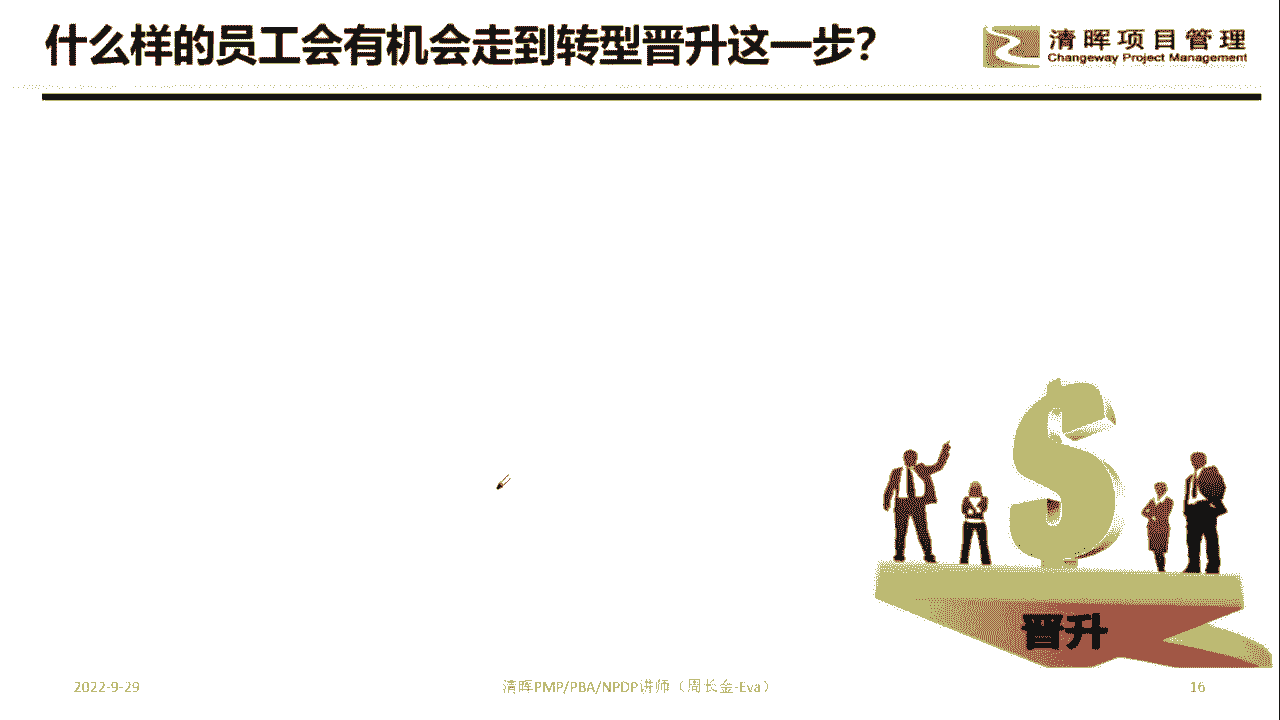 什么样的员工会有机会走到转型晋升这一步？
清晖项目管理
Changeway Project Management
晋升
2022-9-29
清晖PMP/PBA/NPDP讲师（周长金-Eva）
16